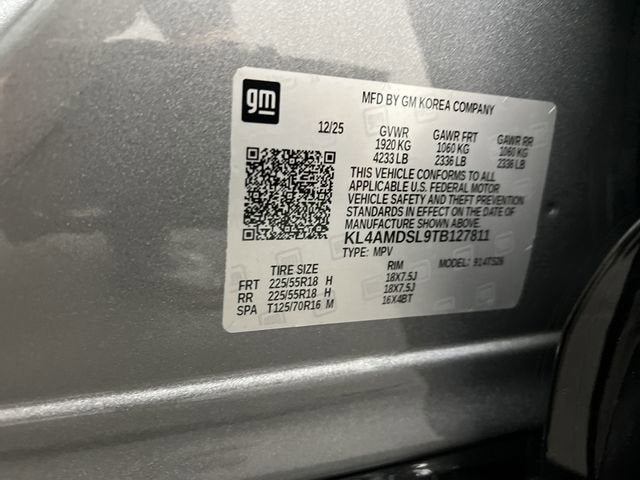 gm
MFD BY GM KOREA COMPANY
12/25 GVWR GAWR FRT GAWR RR
1920 KG 1060 KG 1060 KG
4233 LB 2336 LB 2336 LB
THIS VEHICLE CONFORMS TO ALL
APPLICABLE U.S. FEDERAL MOTOR
VEHICLE SAFETY AND THEFT PREVENTION
STANDARDS IN EFFECT ON THE DATE OF
MANUFACTURE SHOWN ABOVE.
KL4AMDSL9TB127811
TYPE: MPV MODEL: 914TS26
TIRE SIZE RIM
FRT 225/55R18 H 18X7.5J
RR 225/55R18 H 18X7.5J
SPA T125/70R16 M 16X4BT